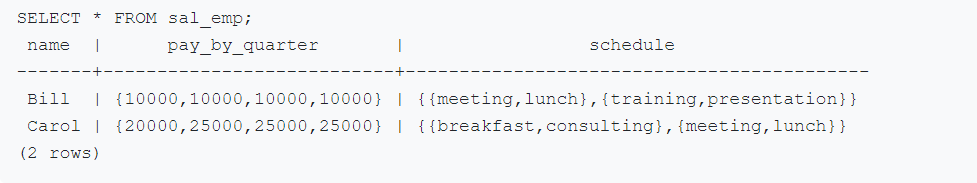 SELECT * FROM sal_emp;
 name  |      pay_by_quarter       |                 schedule
-------+---------------------------+-------------------------------------------
 Bill  | {10000,10000,10000,10000} | {{meeting,lunch},{training,presentation}}
 Carol | {20000,25000,25000,25000} | {{breakfast,consulting},{meeting,lunch}}
(2 rows)